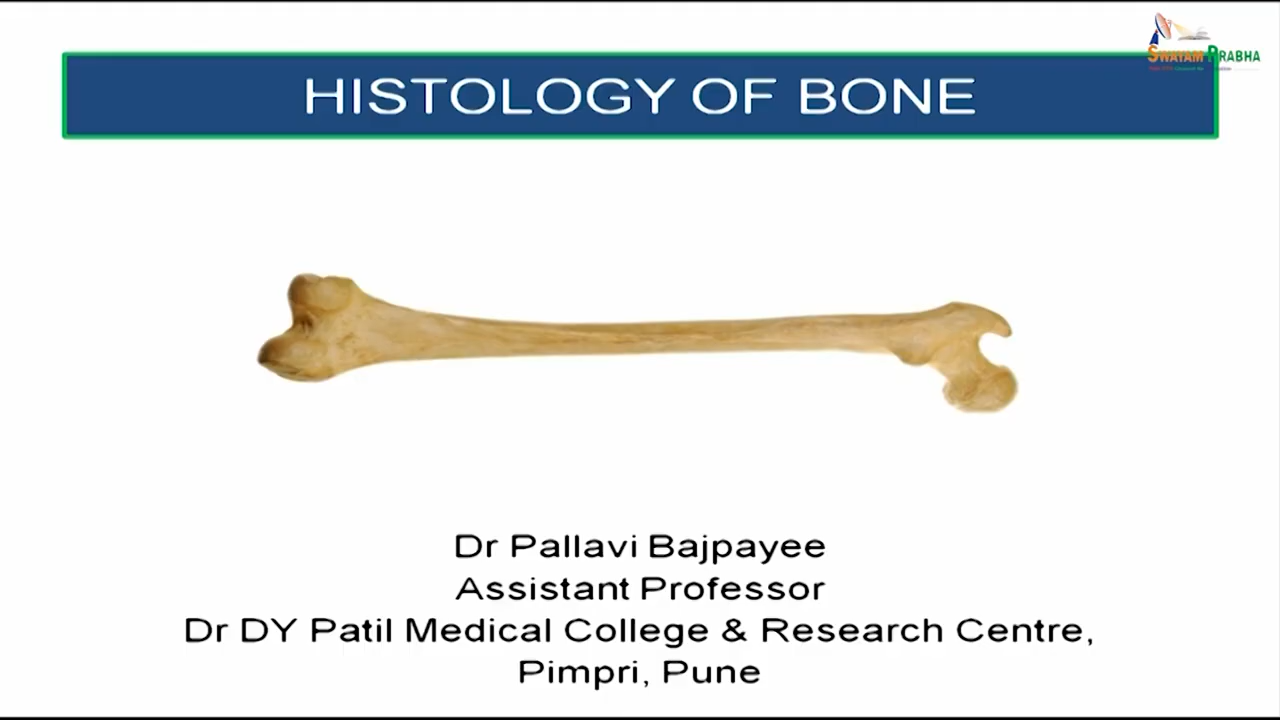 SWAYAM PRABHA
HISTOLOGY OF BONE
Dr Pallavi Bajpayee
Assistant Professor
Dr DY Patil Medical College & Research Centre,
Pimpri, Pune